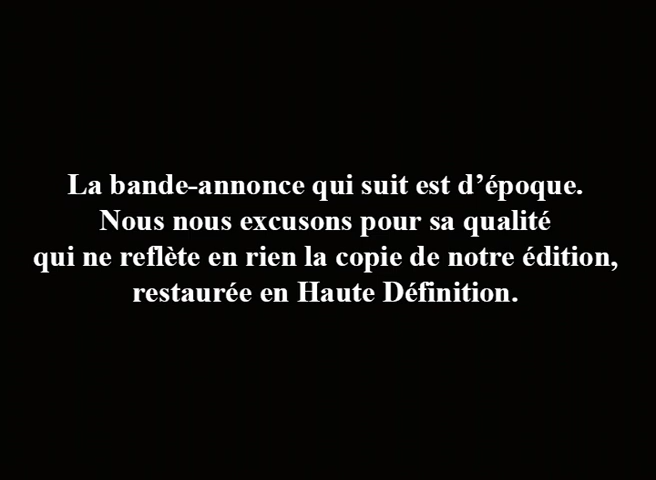 La bande-annonce qui suit est d’époque.
Nous nous excusons pour sa qualité
qui ne reflète en rien la copie de notre édition,
restaurée en Haute Définition.